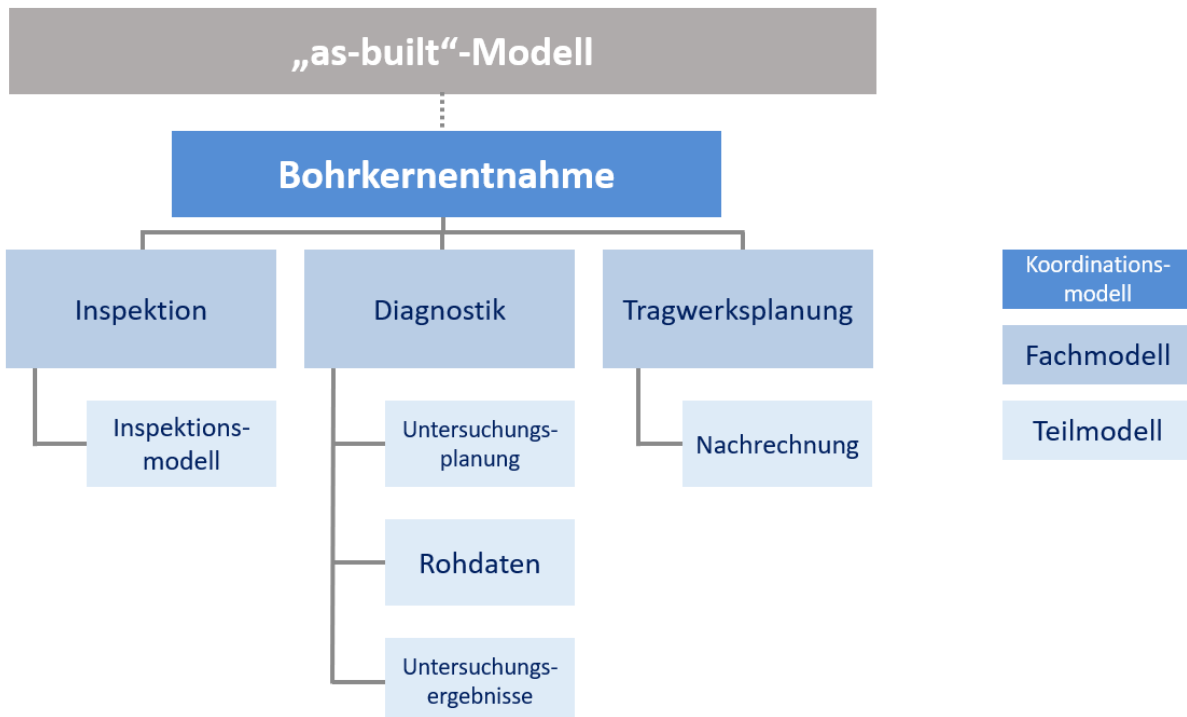 „as-built“-Modell
Bohrkernentnahme
Inspektion
Diagnostik
Tragwerksplanung
Inspektions-
modell
Untersuchungs-
planung
Nachrechnung
Rohdaten
Untersuchungs-
ergebnisse
Koordinations-
modell
Fachmodell
Teilmodell